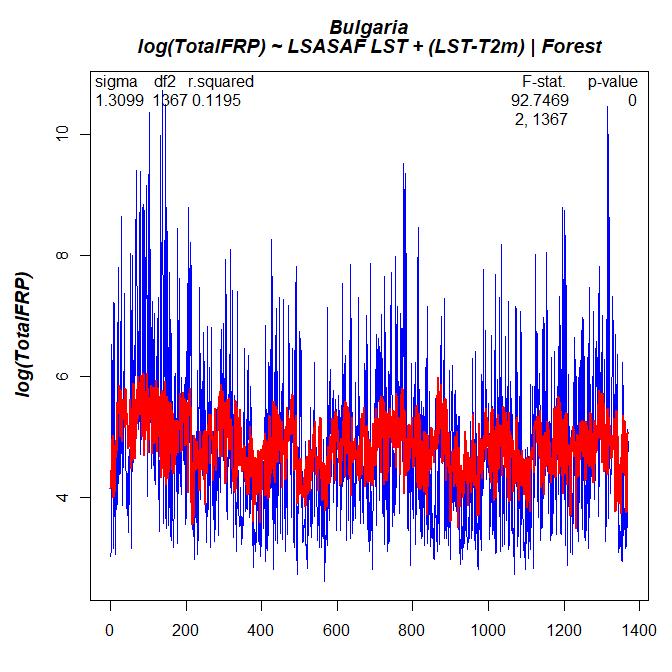 Bulgaria
log(TotalFRP) ~ LSASAF LST + (LST-T2m) | Forest
sigma df2 r.squared F-stat. p-value
1.3099 1367 0.1195 92.7469 0
2, 1367
log(TotalFRP)
10
8
6
4
0 200 400 600 800 1000 1200 1400